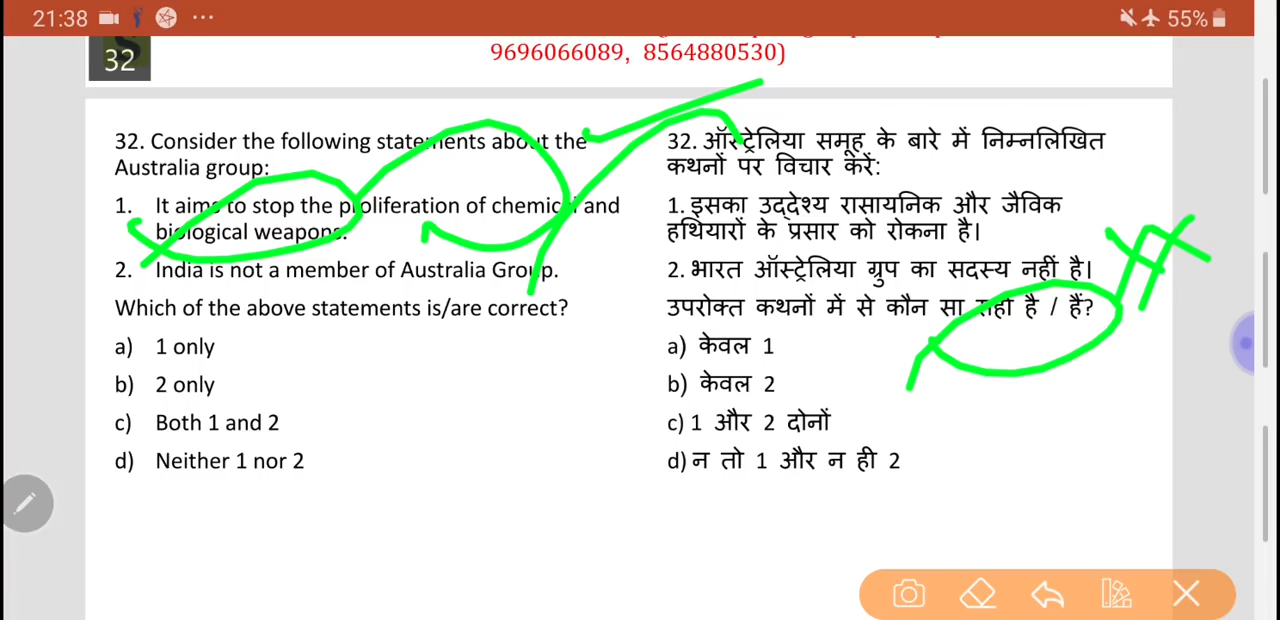 21:38
55%
32
9696066089, 8564880530)
32. Consider the following statements about the
Australia group:
1. It aims to stop the proliferation of chemical and
biological weapons.
2. India is not a member of Australia Group.
Which of the above statements is/are correct?
a) 1 only
b) 2 only
c) Both 1 and 2
d) Neither 1 nor 2
32. ऑस्ट्रेलिया समूह के बारे में निम्नलिखित
कथनों पर विचार करें:
1. इसका उद्देश्य रासायनिक और जैविक
हथियारों के प्रसार को रोकना है।
2. भारत ऑस्ट्रेलिया ग्रुप का सदस्य नहीं है।
उपरोक्त कथनों में से कौन सा सही है / हैं?
a) केवल 1
b) केवल 2
c) 1 और 2 दोनों
d) न तो 1 और न ही 2